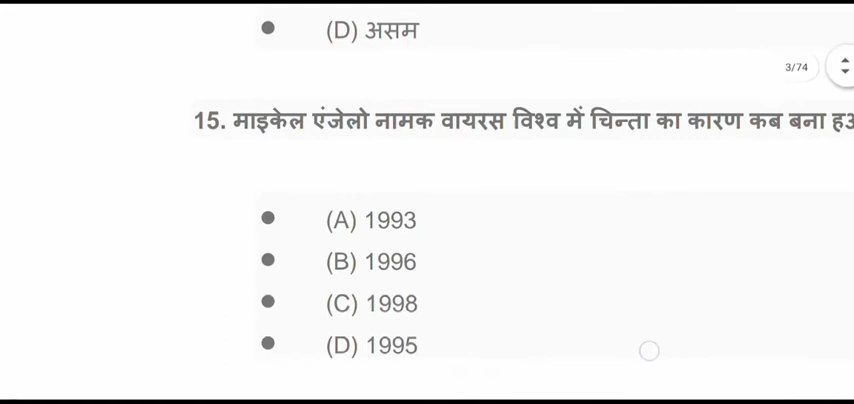 (D) असम
3/74
15. माइकेल एंजेलो नामक वायरस विश्व में चिन्ता का कारण कब बना
(A) 1993
(B) 1996
(C) 1998
(D) 1995